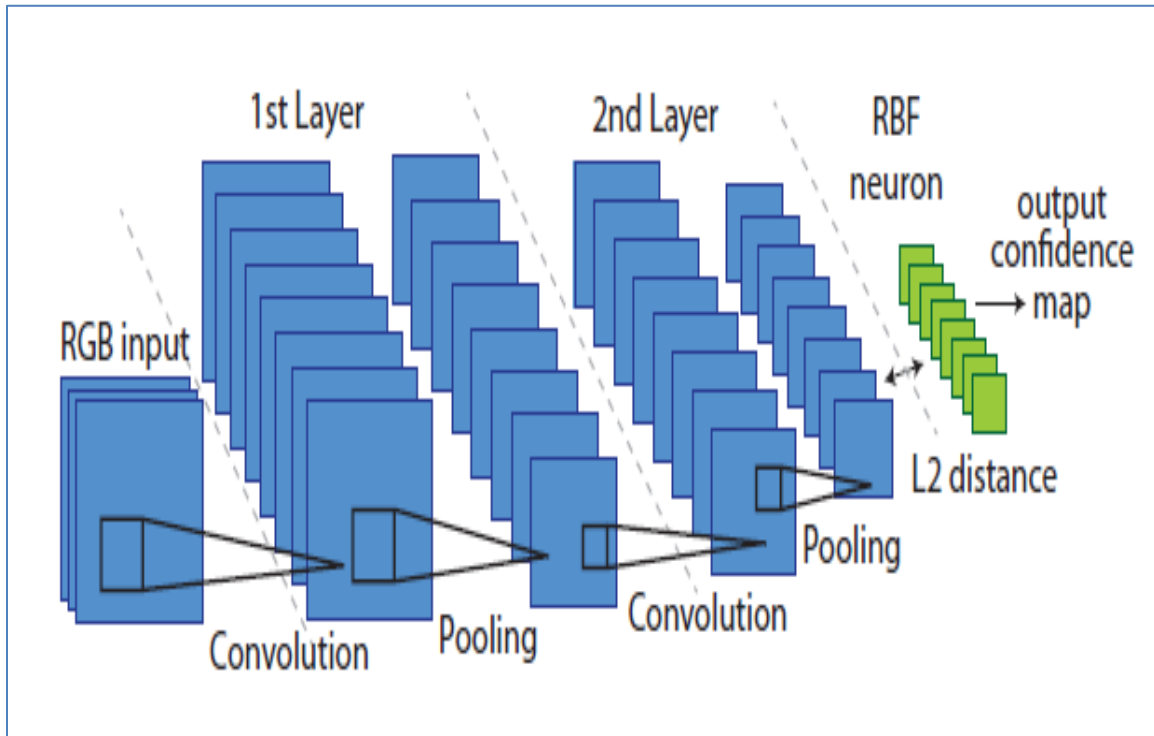 1st Layer
2nd Layer
RBF
neuron
output
confidence
map
RGB input
L2 distance
Pooling
Convolution
Pooling
Convolution